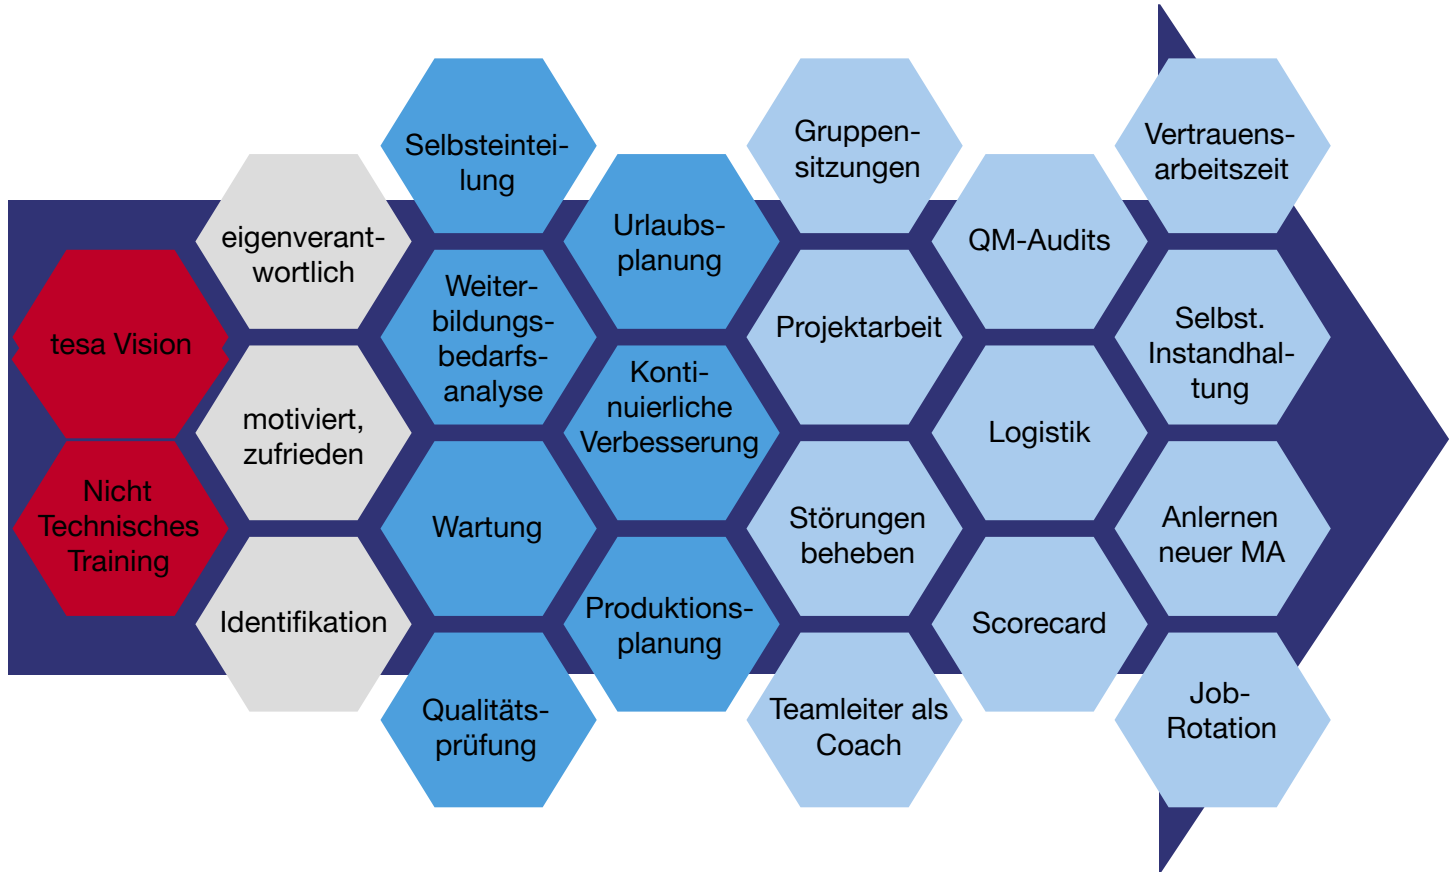 tesa Vision
Nicht
Technisches
Training
eigenverant-
wortlich
motiviert,
zufrieden
Identifikation
Selbsteintei-
lung
Weiter-
bildungs-
bedarfs-
analyse
Wartung
Qualitäts-
prüfung
Urlaubs-
planung
Konti-
nuierliche
Verbesserung
Produktions-
planung
Gruppen-
sitzungen
Projektarbeit
Störungen
beheben
Teamleiter als
Coach
QM-Audits
Logistik
Scorecard
Vertrauens-
arbeitszeit
Selbst.
Instandhal-
tung
Anlernen
neuer MA
Job-
Rotation